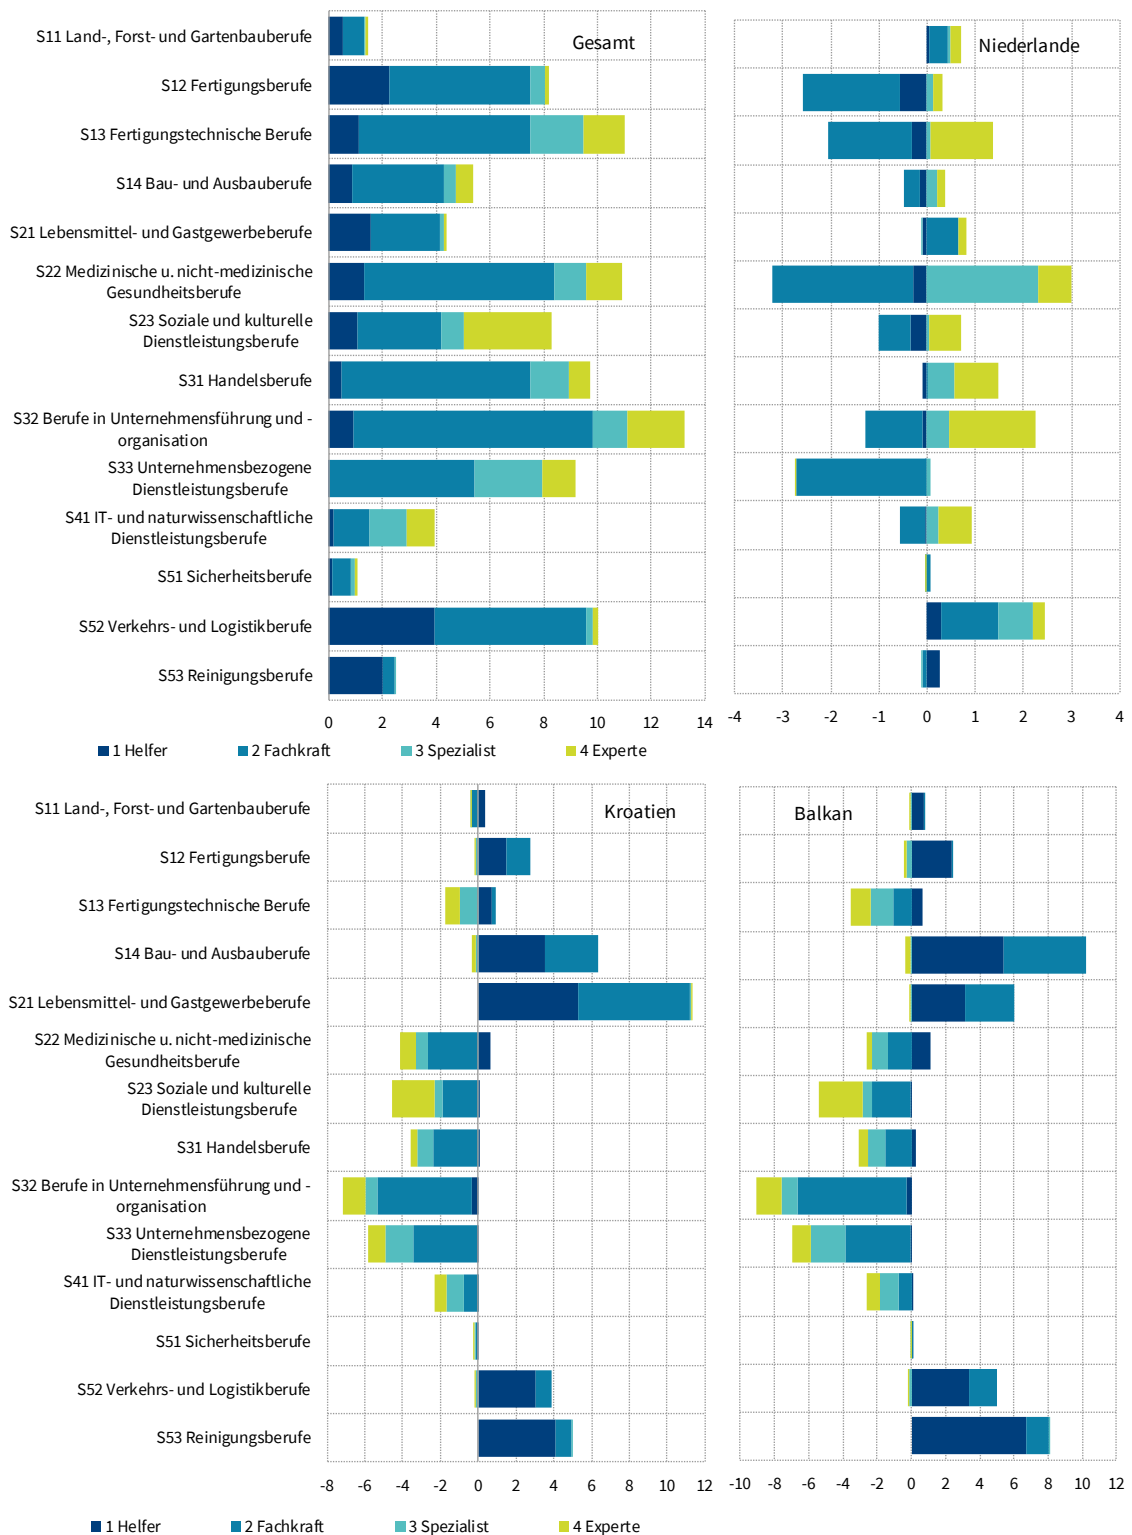 Gesamt
Niederlande
S11 Land-, Forst- und Gartenbauberufe
S12 Fertigungsberufe
S13 Fertigungstechnische Berufe
S14 Bau- und Ausbauberufe
S21 Lebensmittel- und Gastgewerbeberufe
S22 Medizinische u. nicht-medizinische
Gesundheitsberufe
S23 Soziale und kulturelle
Dienstleistungsberufe
S31 Handelsberufe
S32 Berufe in Unternehmensführung und -
organisation
S33 Unternehmensbezogene
Dienstleistungsberufe
S41 IT- und naturwissenschaftliche
Dienstleistungsberufe
S51 Sicherheitsberufe
S52 Verkehrs- und Logistikberufe
S53 Reinigungsberufe
0 2 4 6 8 10 12 14
-4 -3 -2 -1 0 1 2 3 4
1 Helfer 2 Fachkraft 3 Spezialist 4 Experte
Kroatien
Balkan
S11 Land-, Forst- und Gartenbauberufe
S12 Fertigungsberufe
S13 Fertigungstechnische Berufe
S14 Bau- und Ausbauberufe
S21 Lebensmittel- und Gastgewerbeberufe
S22 Medizinische u. nicht-medizinische
Gesundheitsberufe
S23 Soziale und kulturelle
Dienstleistungsberufe
S31 Handelsberufe
S32 Berufe in Unternehmensführung und -
organisation
S33 Unternehmensbezogene
Dienstleistungsberufe
S41 IT- und naturwissenschaftliche
Dienstleistungsberufe
S51 Sicherheitsberufe
S52 Verkehrs- und Logistikberufe
S53 Reinigungsberufe
-8 -6 -4 -2 0 2 4 6 8 10 12
-10 -8 -6 -4 -2 0 2 4 6 8 10 12
1 Helfer 2 Fachkraft 3 Spezialist 4 Experte